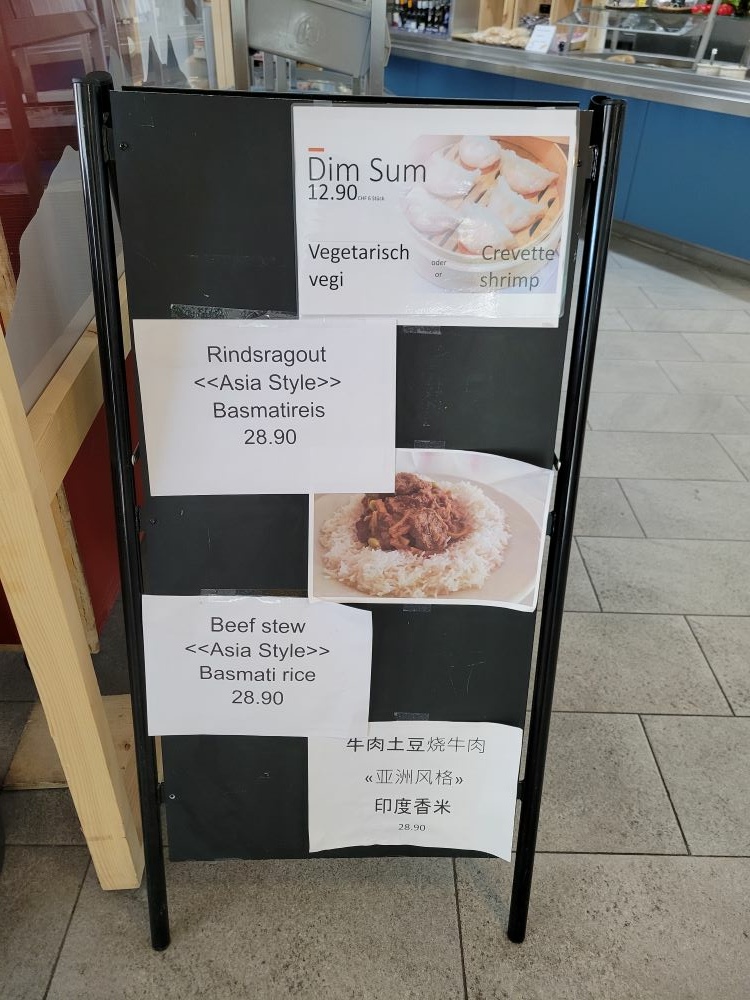 Dim Sum
12.90 CHF 6 Stück
Vegetarisch oder Crevette
vegi or shrimp
Rindsragout
<<Asia Style>>
Basmatireis
28.90
Beef stew
<<Asia Style>>
Basmati rice
28.90
牛肉土豆烧牛肉
«亚洲风格»
印度香米
28.90